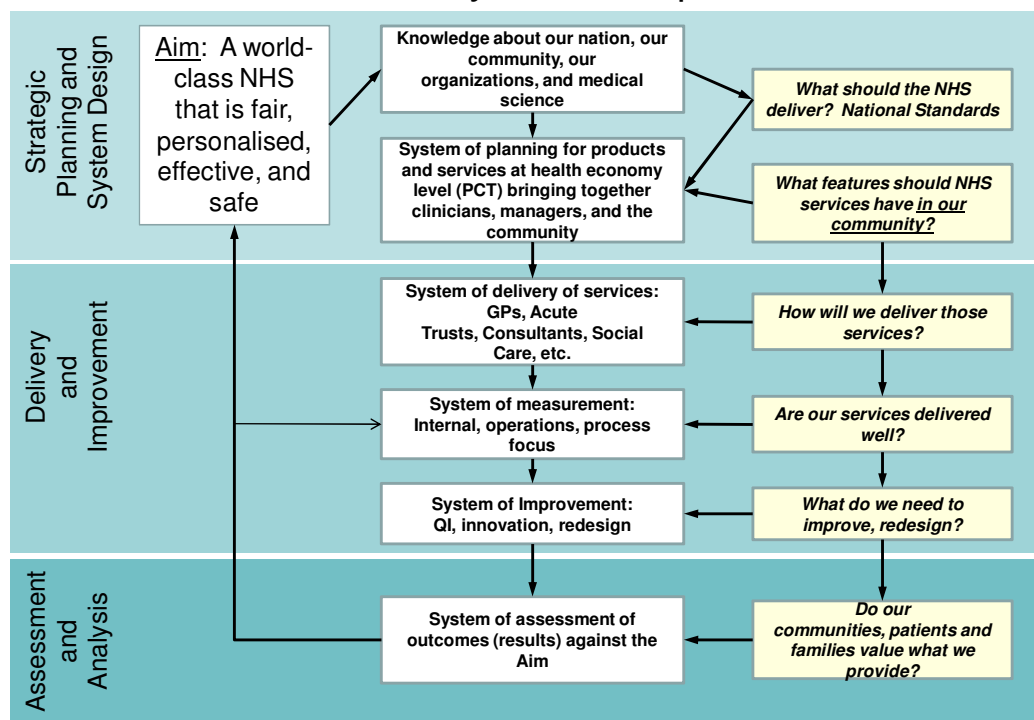 Strategic
Planning and
System Design
Aim: A world-
class NHS
that is fair,
personalised,
effective, and
safe
Knowledge about our nation, our
community, our
organizations, and medical
science
What should the NHS
deliver? National Standards
System of planning for products
and services at health economy
level (PCT) bringing together
clinicians, managers, and the
community
What features should NHS
services have in our
community?
Delivery
and
Improvement
System of delivery of services:
GPs, Acute
Trusts, Consultants, Social
Care, etc.
How will we deliver those
services?
System of measurement:
Internal, operations, process
focus
Are our services delivered
well?
System of Improvement:
QI, innovation, redesign
What do we need to
improve, redesign?
Assessment
and
Analysis
System of assessment of
outcomes (results) against the
Aim
Do our
communities, patients and
families value what we
provide?